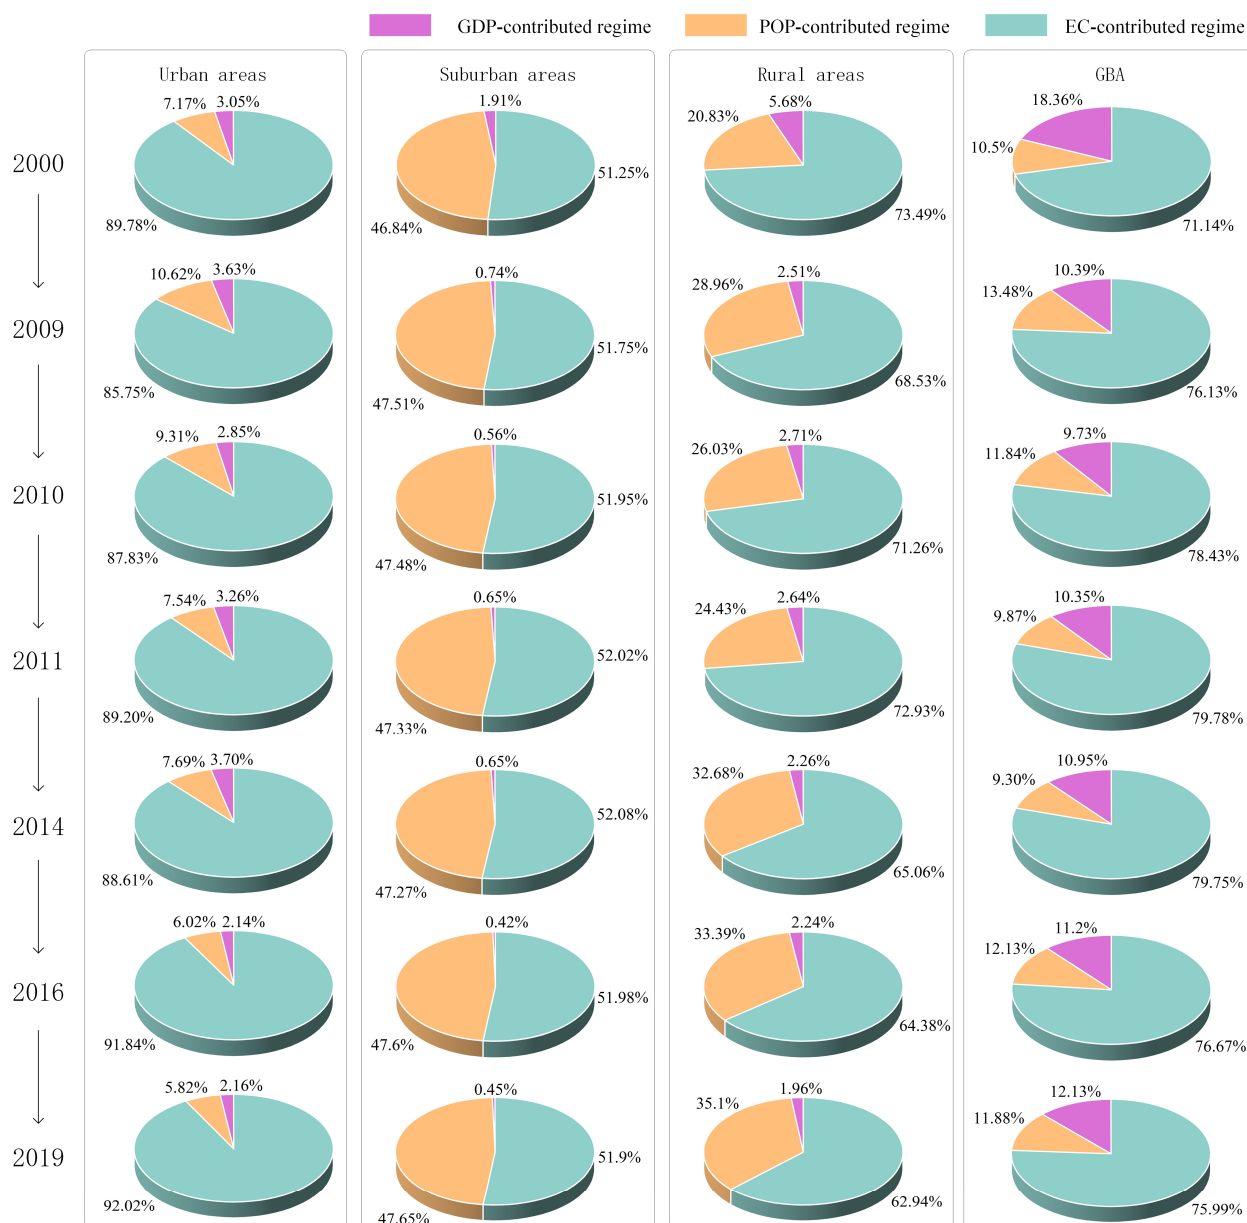 GDP-contributed regime POP-contributed regime EC-contributed regime
Urban areas Suburban areas Rural areas GBA
2000
7.17% 3.05% 89.78%
1.91% 51.25% 46.84%
20.83% 5.68% 73.49%
18.36% 10.5% 71.14%
2009
10.62% 3.63% 85.75%
0.74% 51.75% 47.51%
28.96% 2.51% 68.53%
10.39% 13.48% 76.13%
2010
9.31% 2.85% 87.83%
0.56% 51.95% 47.48%
26.03% 2.71% 71.26%
9.73% 11.84% 78.43%
2011
7.54% 3.26% 89.20%
0.65% 52.02% 47.33%
24.43% 2.64% 72.93%
10.35% 9.87% 79.78%
2014
7.69% 3.70% 88.61%
0.65% 52.08% 47.27%
32.68% 2.26% 65.06%
10.95% 9.30% 79.75%
2016
6.02% 2.14% 91.84%
0.42% 51.98% 47.6%
33.39% 2.24% 64.38%
11.2% 12.13% 76.67%
2019
5.82% 2.16% 92.02%
0.45% 51.9% 47.65%
35.1% 1.96% 62.94%
12.13% 11.88% 75.99%